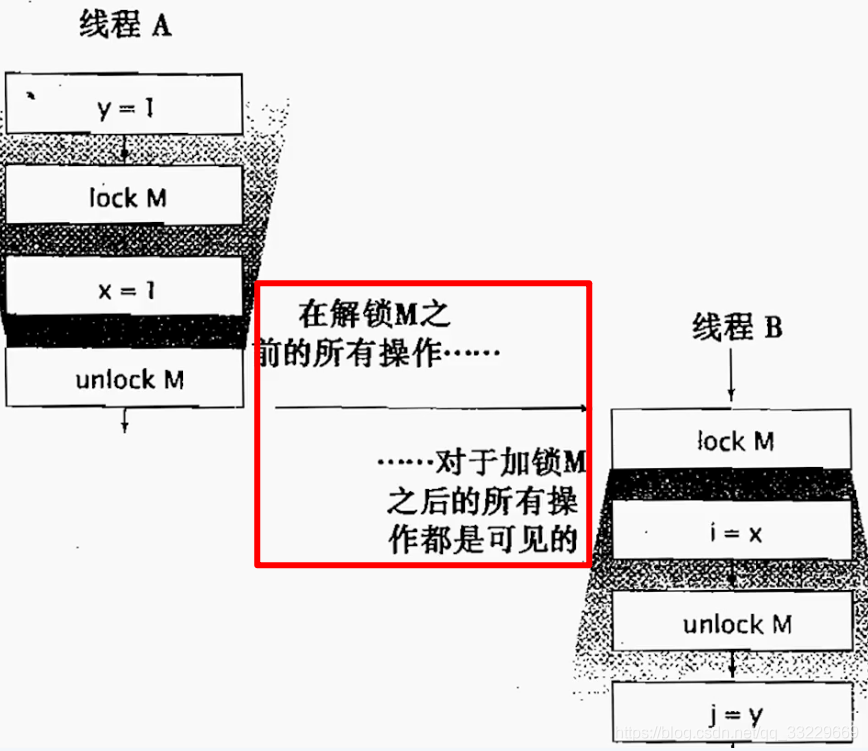 线程 A
y = 1
lock M
x = 1
unlock M
在解锁M之
前的所有操作……
……对于加锁M
之后的所有操
作都是可见的
线程 B
lock M
i = x
unlock M
j = y
https://blog.csdn.net/qq_33229669